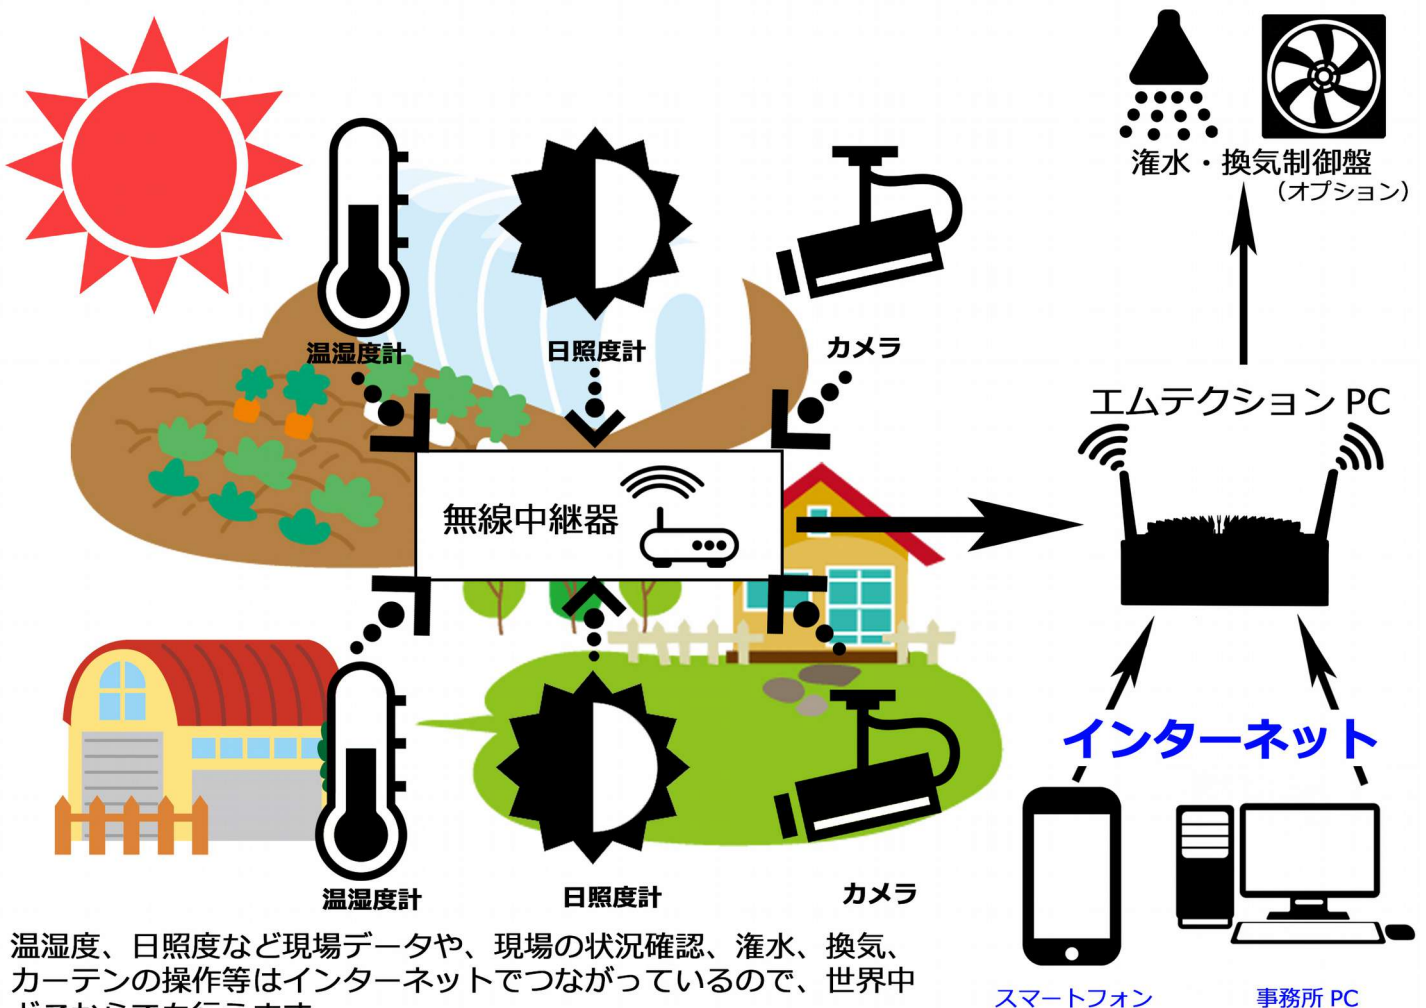 潅水・換気制御盤
（オプション）
温湿度計
日照度計
カメラ
エムテクション PC
無線中継器
インターネット
温湿度計
日照度計
カメラ
温湿度、日照度など現場データや、現場の状況確認、潅水、換気、
カーテンの操作等はインターネットでつながっているので、世界中
スマートフォン
事務所 PC